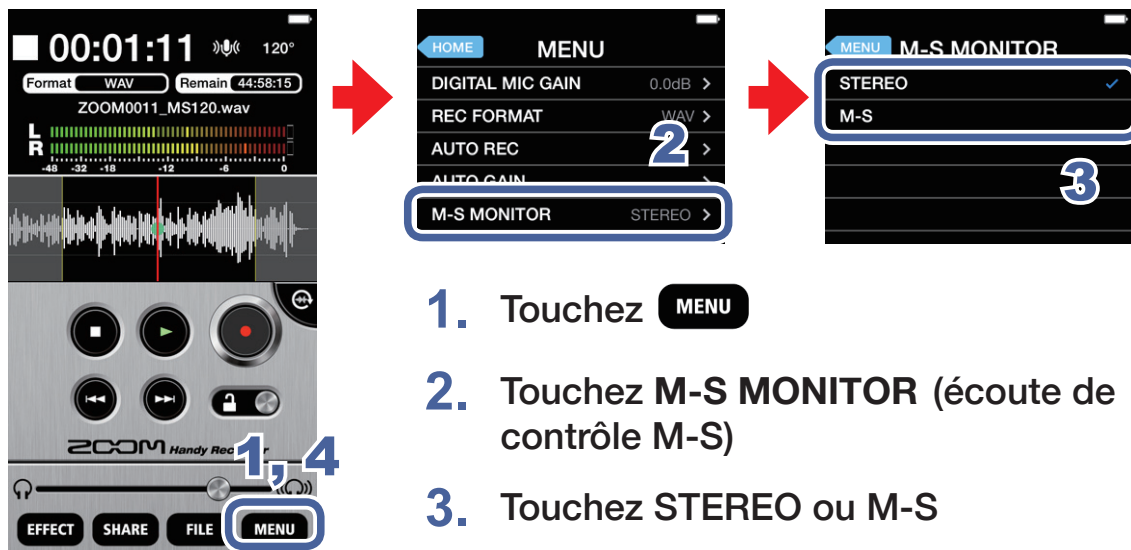 00:01:11 120°
Format WAV Remain 44:58:15
ZOOM0011_MS120.wav
L
R
-48 -32 -18 -12 -6 0
ZOOM Handy Recorder
1, 4
EFFECT SHARE FILE MENU
HOME MENU
DIGITAL MIC GAIN 0.0dB >
REC FORMAT WAV >
AUTO REC >
AUTO GAIN >
M-S MONITOR STEREO >
2
MENU M-S MONITOR
STEREO ✓
M-S
3
1. Touchez MENU
2. Touchez M-S MONITOR (écoute de
contrôle M-S)
3. Touchez STEREO ou M-S